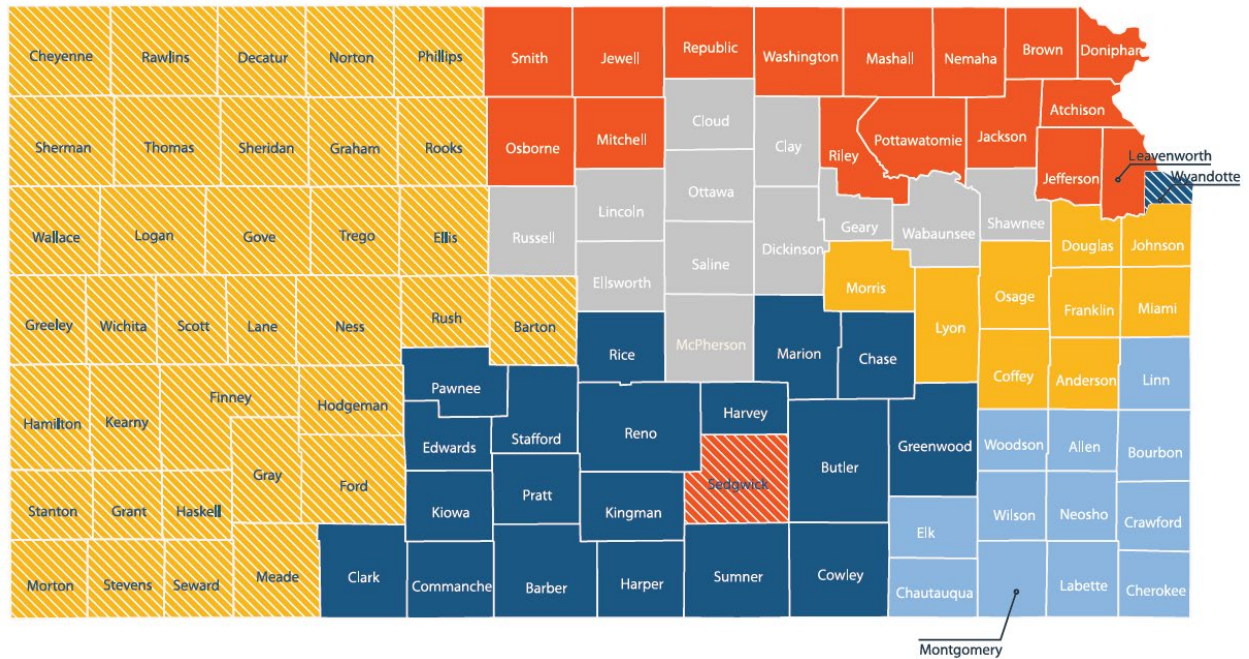 Cheyenne Rawlins Decatur Norton Phillips Smith Jewell Republic Washington Mashall Nemaha Brown Doniphan
Sherman Thomas Sheridan Graham Rooks Osborne Mitchell Cloud Clay Riley Pottawatomie Jackson Atchison
Leavenworth
Jefferson
Wyandotte
Wallace Logan Gove Trego Ellis Russell Lincoln Ottawa Dickinson Geary Wabaunsee Shawnee Douglas Johnson
Ellsworth Saline Morris Osage Franklin Miami
Greeley Wichita Scott Lane Ness Rush Barton Rice McPherson Marion Chase Lyon Coffey Anderson Linn
Hamilton Kearny Finney Hodgeman Pawnee Edwards Stafford Reno Harvey Butler Greenwood Woodson Allen Bourbon
Stanton Grant Haskell Gray Ford Kiowa Pratt Kingman Sedgwick Elk Wilson Neosho Crawford
Morton Stevens Seward Meade Clark Commanche Barber Harper Sumner Cowley Chautauqua Labette Cherokee
Montgomery